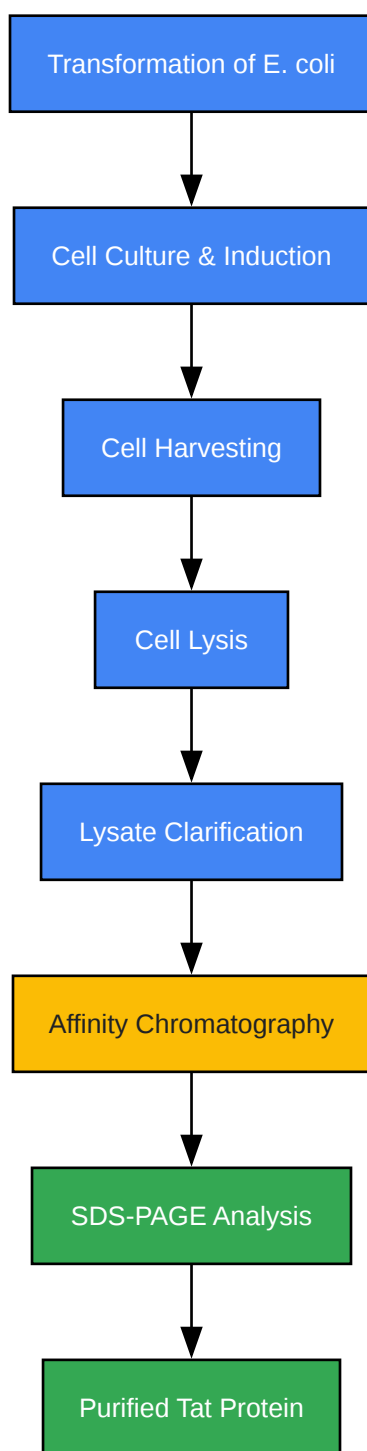 Transformation of E. coli
Cell Culture & Induction
Cell Harvesting
Cell Lysis
Lysate Clarification
Affinity Chromatography
SDS-PAGE Analysis
Purified Tat Protein